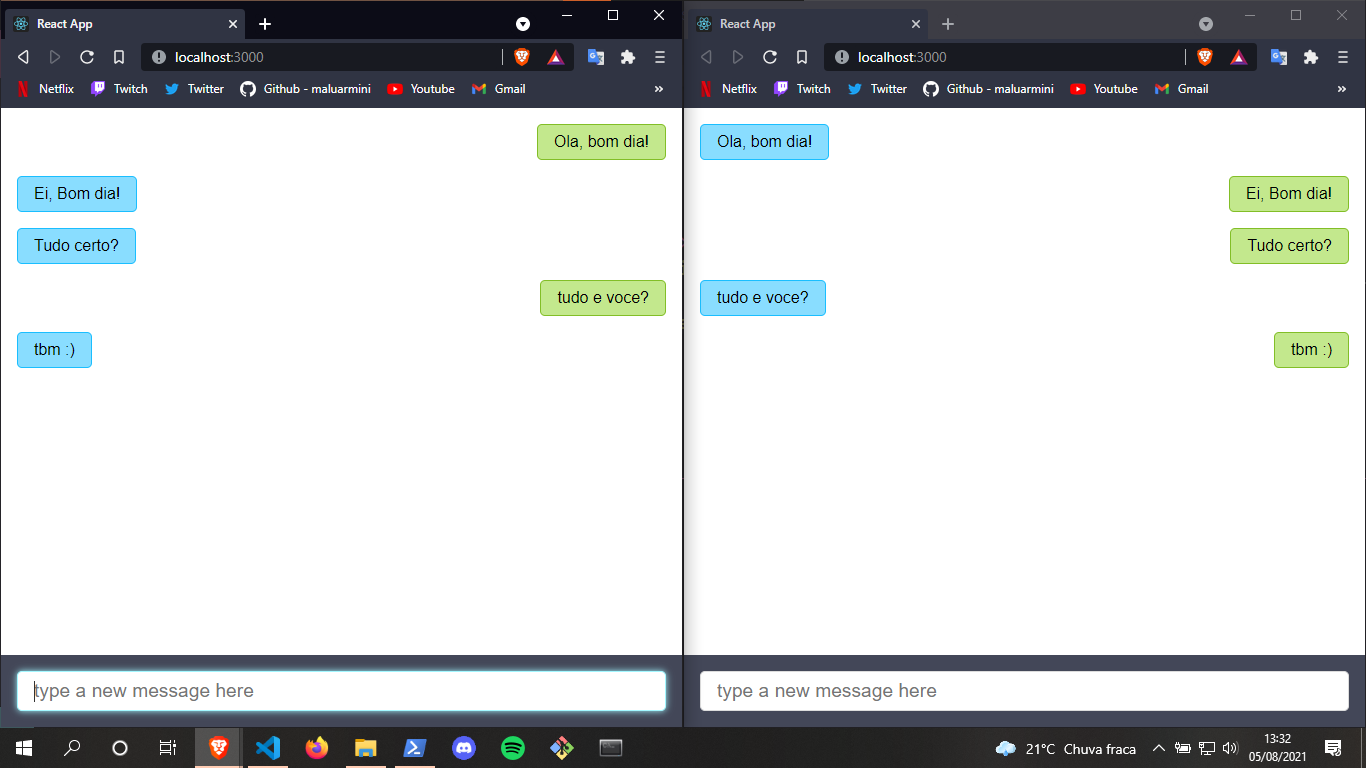 React App
localhost:3000
Netflix Twitch Twitter Github - maluarmini Youtube Gmail »
Ola, bom dia!
Ei, Bom dia!
Tudo certo?
tudo e voce?
tbm :)
type a new message here
React App
localhost:3000
Netflix Twitch Twitter Github - maluarmini Youtube Gmail »
Ola, bom dia!
Ei, Bom dia!
Tudo certo?
tudo e voce?
tbm :)
type a new message here
21°C Chuva fraca
13:32
05/08/2021